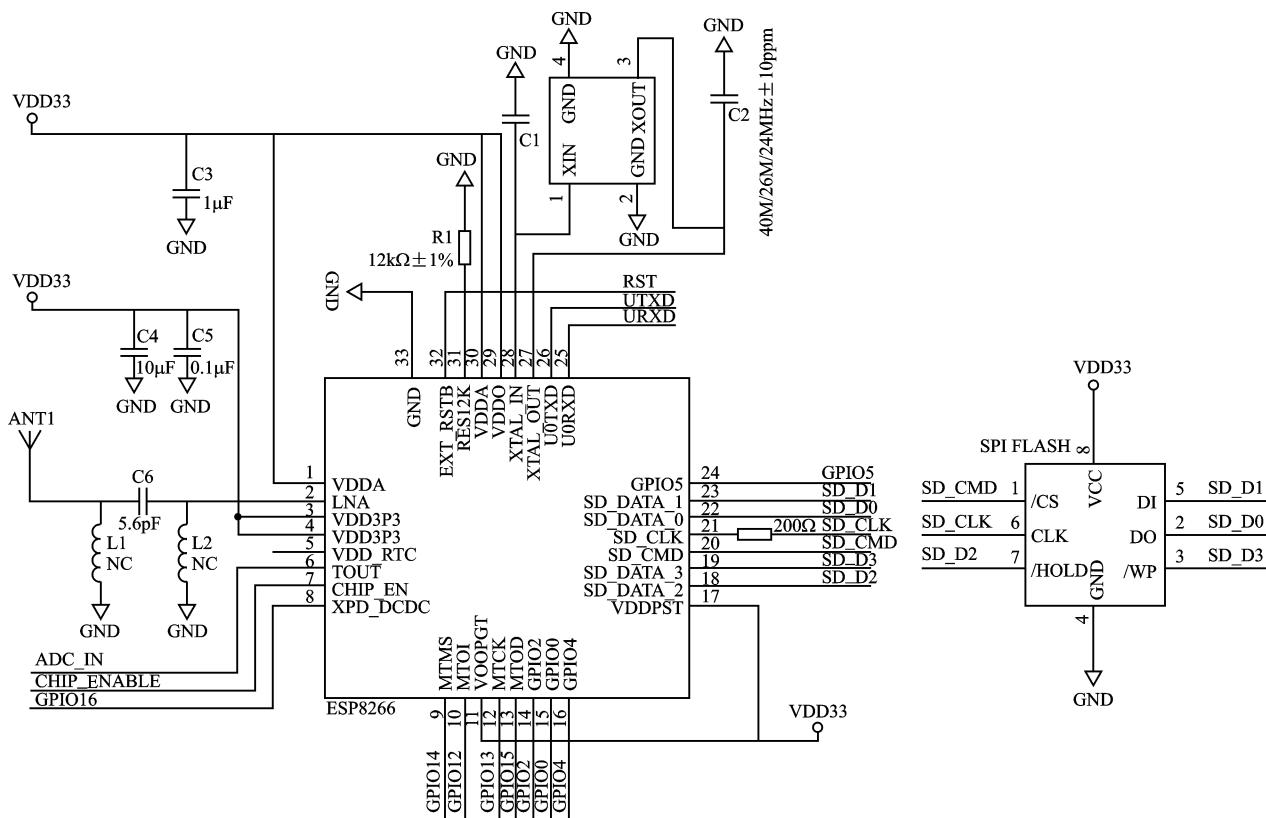 GND
GND
GND
4
3
GND
XOUT
XIN
GND
1
2
GND
C1
C2
40M/26M/24MHz±10ppm
VDD33
C3
1μF
GND
GND
R1
12kΩ±1%
GND
RST
UTXD
URXD
VDD33
C4
10μF
GND
C5
0.1μF
GND
33
32
31
30
29
28
27
26
25
GND
EXT_RSTB
RES12K
VDDA
VDDO
XTAL_IN
XTAL_OUT
U0TXD
U0RXD
ANT1
C6
5.6pF
L1
NC
GND
L2
NC
GND
1
2
3
4
5
6
7
8
VDDA
LNA
VDD3P3
VDD3P3
VDD_RTC
TOUT
CHIP_EN
XPD_DCDC
ADC_IN
CHIP_ENABLE
GPIO16
GPIO5
SD_DATA_1
SD_DATA_0
SD_CLK
SD_CMD
SD_DATA_3
SD_DATA_2
VDDPST
24
23
22
21
20
19
18
17
200Ω
GPIO5
SD_D1
SD_D0
SD_CLK
SD_CMD
SD_D3
SD_D2
MTMS
MTOI
VOOPGT
MTCK
MTOD
GPIO2
GPIO0
GPIO4
ESP8266
9
10
11
12
13
14
15
16
GPIO14
GPIO12
GPIO13
GPIO15
GPIO2
GPIO0
GPIO4
VDD33
VDD33
SPI FLASH
8
VCC
SD_CMD
1
/CS
DI
5
SD_D1
SD_CLK
6
CLK
DO
2
SD_D0
SD_D2
7
/HOLD
GND
/WP
3
SD_D3
4
GND